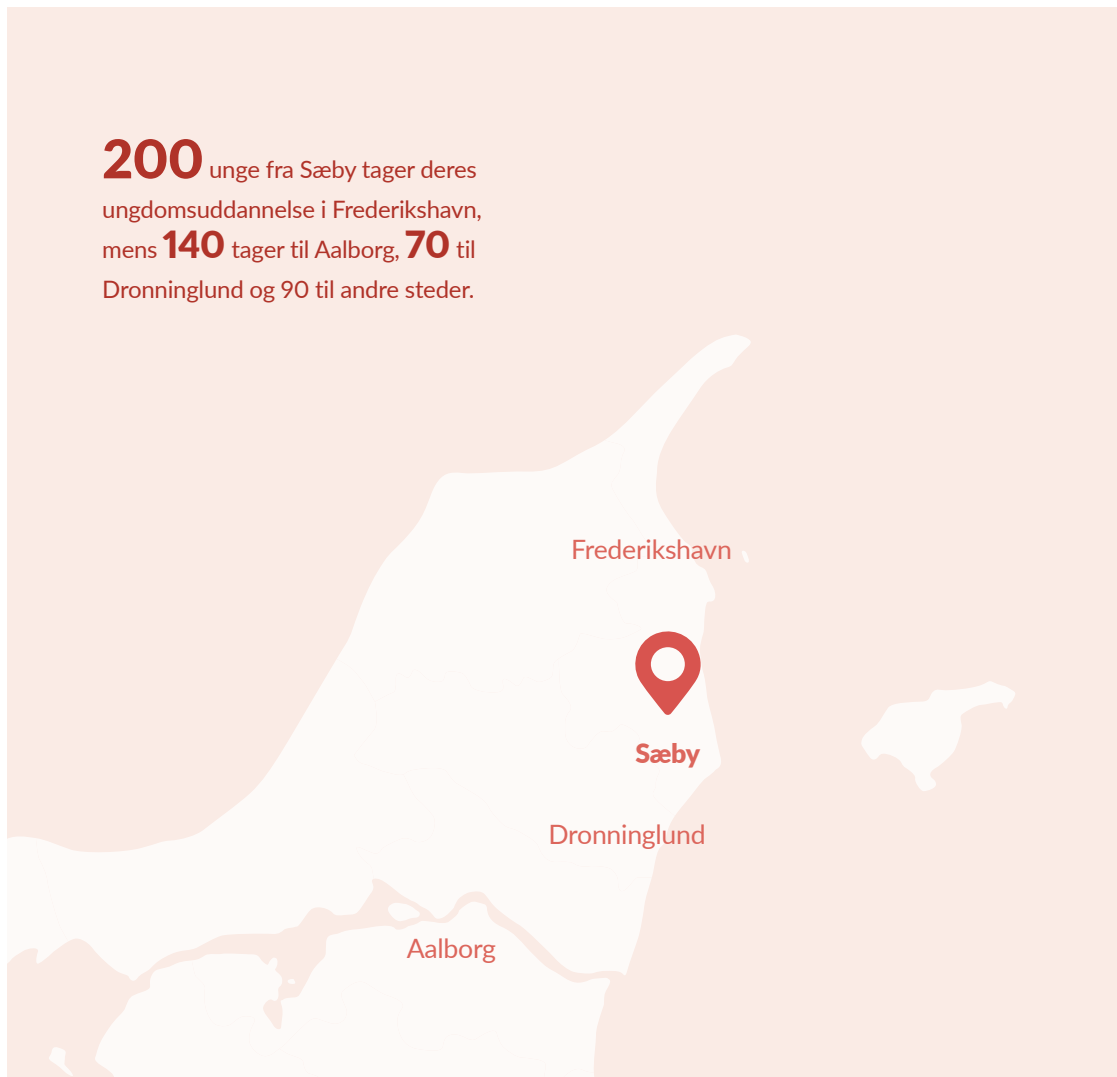 200 unge fra Sæby tager deres
ungdomsuddannelse i Frederikshavn,
mens 140 tager til Aalborg, 70 til
Dronninglund og 90 til andre steder.
Frederikshavn
Sæby
Dronninglund
Aalborg